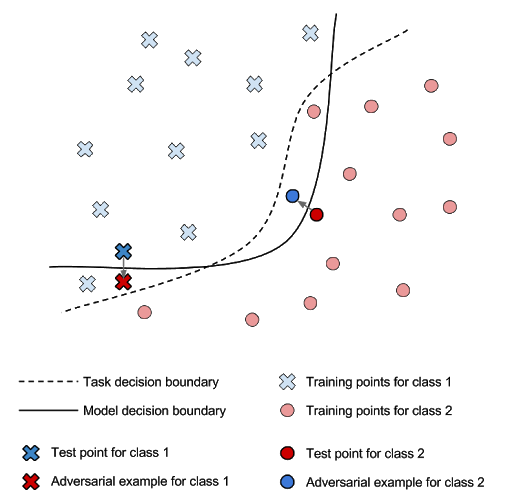 Task decision boundary
Training points for class 1
Model decision boundary
Training points for class 2
Test point for class 1
Test point for class 2
Adversarial example for class 1
Adversarial example for class 2